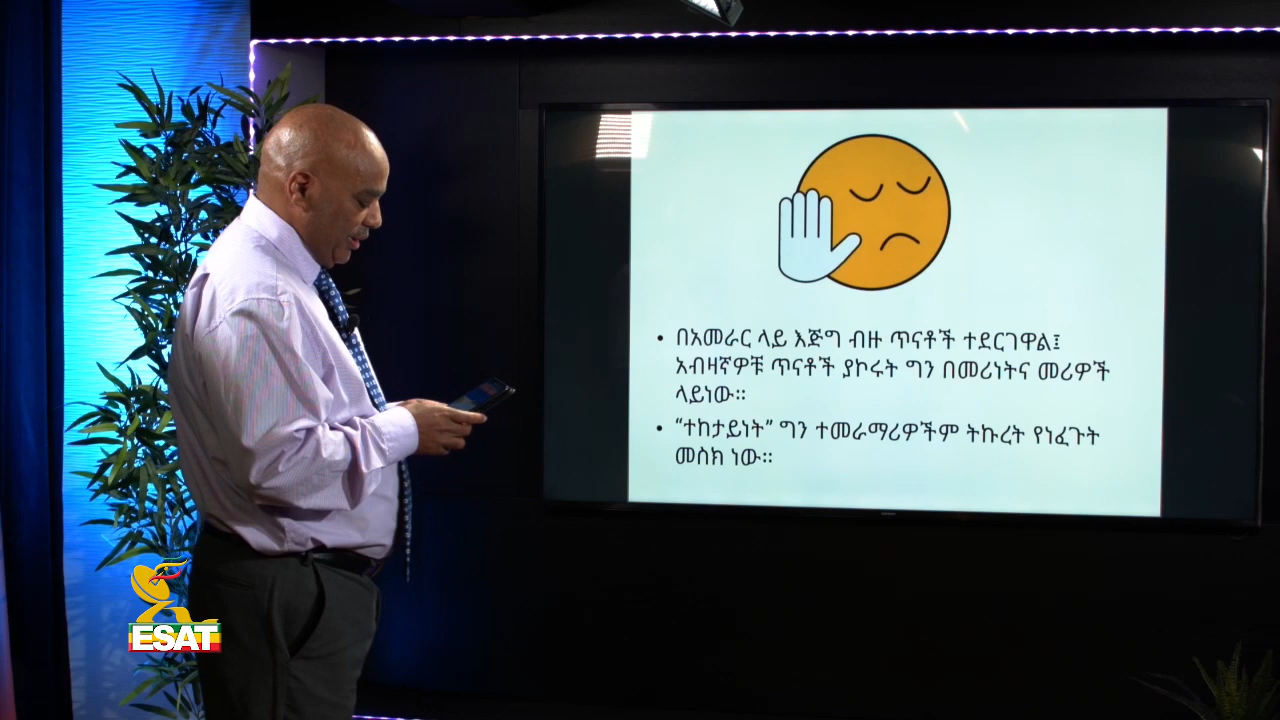 • በአመራር ላይ እጅግ ብዙ ጥናቶች ተደርገዋል፤
አብዛኛዎቹ ጥናቶች ያኮሩት ግን በመሪነትና መሪዎች
ላይነው።
• “ተከታይነት” ግን ተመራማሪዎችም ትኩረት የነፈጉት
መስክ ነው።
ESAT